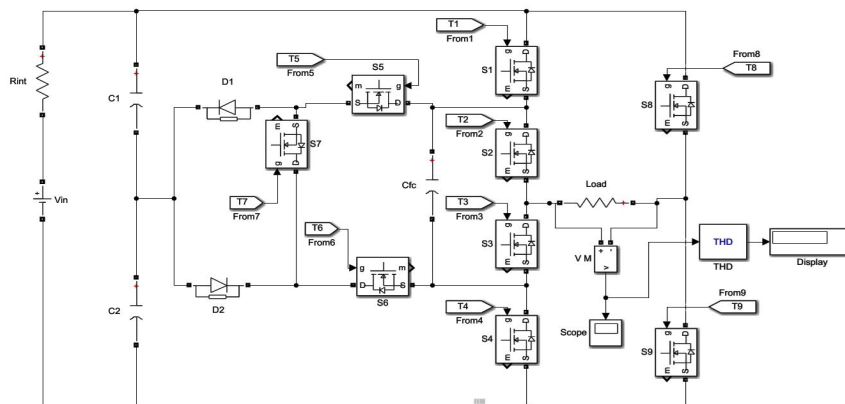 T1
From1
T5
From5
S5
m
g
S
D
S1
g
D
m
S
From8
T8
S8
g
D
m
S
Rint
C1
D1
m
S
g
D
S7
T7
From7
T2
From2
S2
g
D
m
S
Cfc
Vin
T6
From6
g
m
D
S
S6
T3
From3
S3
g
D
m
S
Load
V M
+ -
v
THD
THD
Display
Scope
D2
C2
T4
From4
S4
g
D
m
S
From9
T9
S9
g
D
m
S